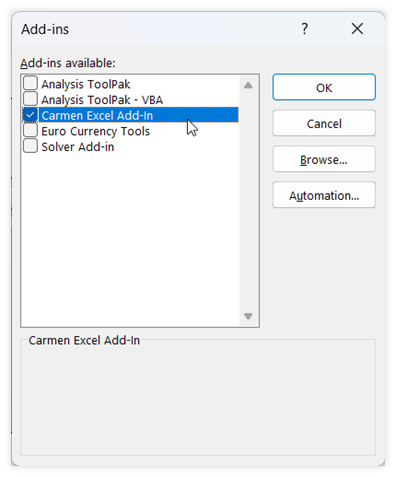 Add-ins
?
Add-ins available:
Analysis ToolPak
Analysis ToolPak - VBA
Carmen Excel Add-In
Euro Currency Tools
Solver Add-in
OK
Cancel
Browse...
Automation...
Carmen Excel Add-In